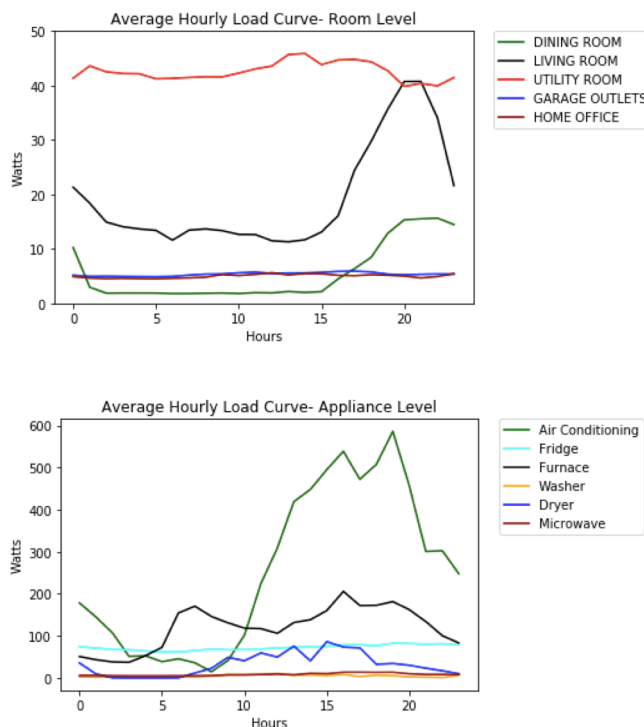 Average Hourly Load Curve- Room Level
50
40
30
20
10
0
Watts
0 5 10 15 20
Hours
DINING ROOM
LIVING ROOM
UTILITY ROOM
GARAGE OUTLETS
HOME OFFICE
Average Hourly Load Curve- Appliance Level
600
500
400
300
200
100
0
Watts
0 5 10 15 20
Hours
Air Conditioning
Fridge
Furnace
Washer
Dryer
Microwave